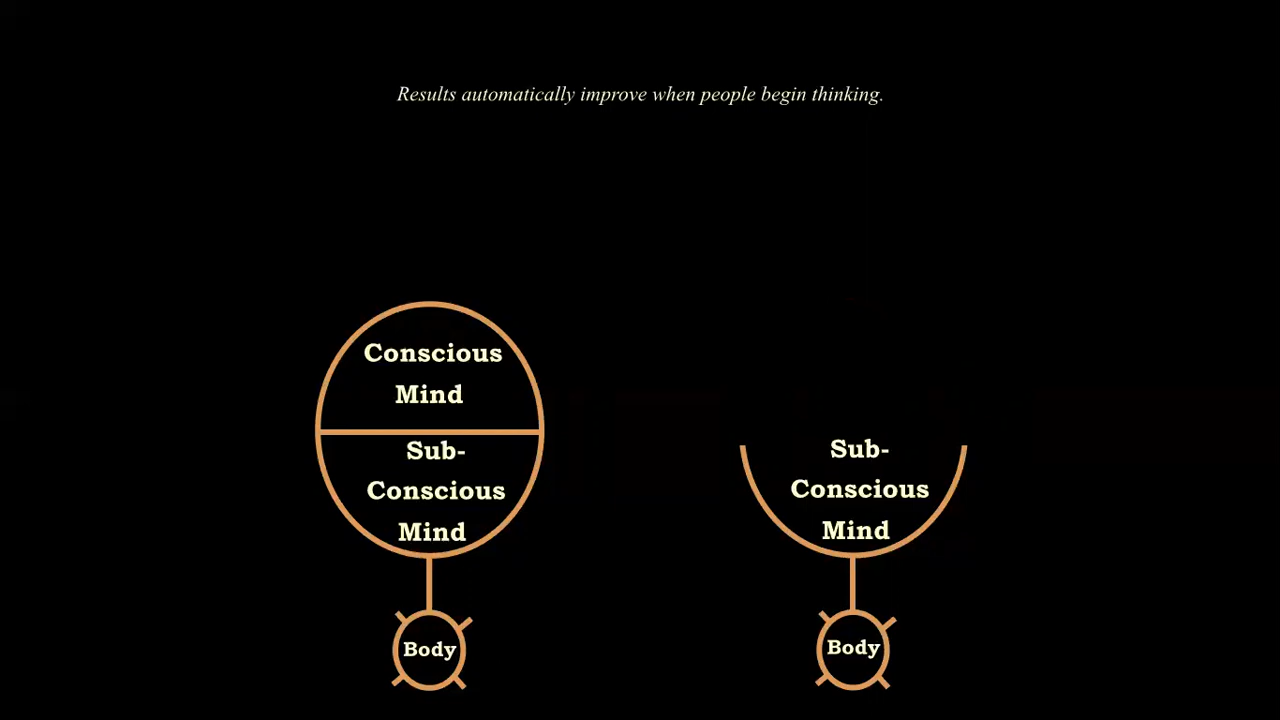 Results automatically improve when people begin thinking.
Conscious
Mind
Sub-
Conscious
Mind
Body
Sub-
Conscious
Mind
Body